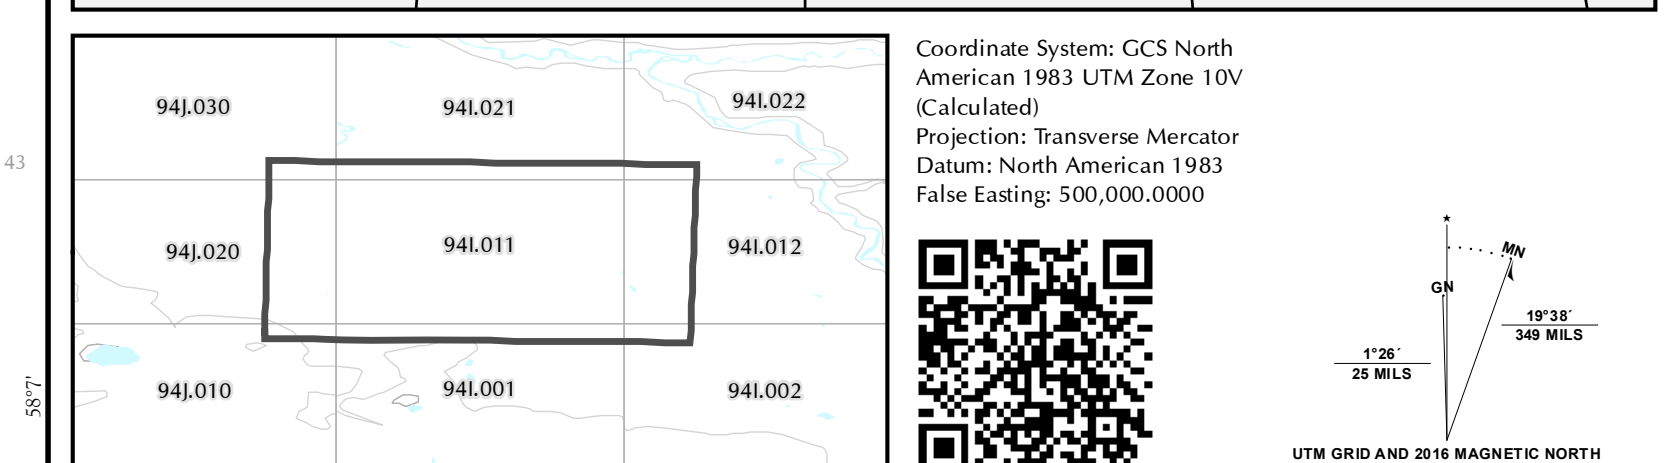 94J.030
94I.021
94I.022
43
94J.020
94I.011
94I.012
94J.010
94I.001
94I.002
58°7'
Coordinate System: GCS North
American 1983 UTM Zone 10V
(Calculated)
Projection: Transverse Mercator
Datum: North American 1983
False Easting: 500,000.0000
MN
GN
19°38´
349 MILS
1°26´
25 MILS
UTM GRID AND 2016 MAGNETIC NORTH